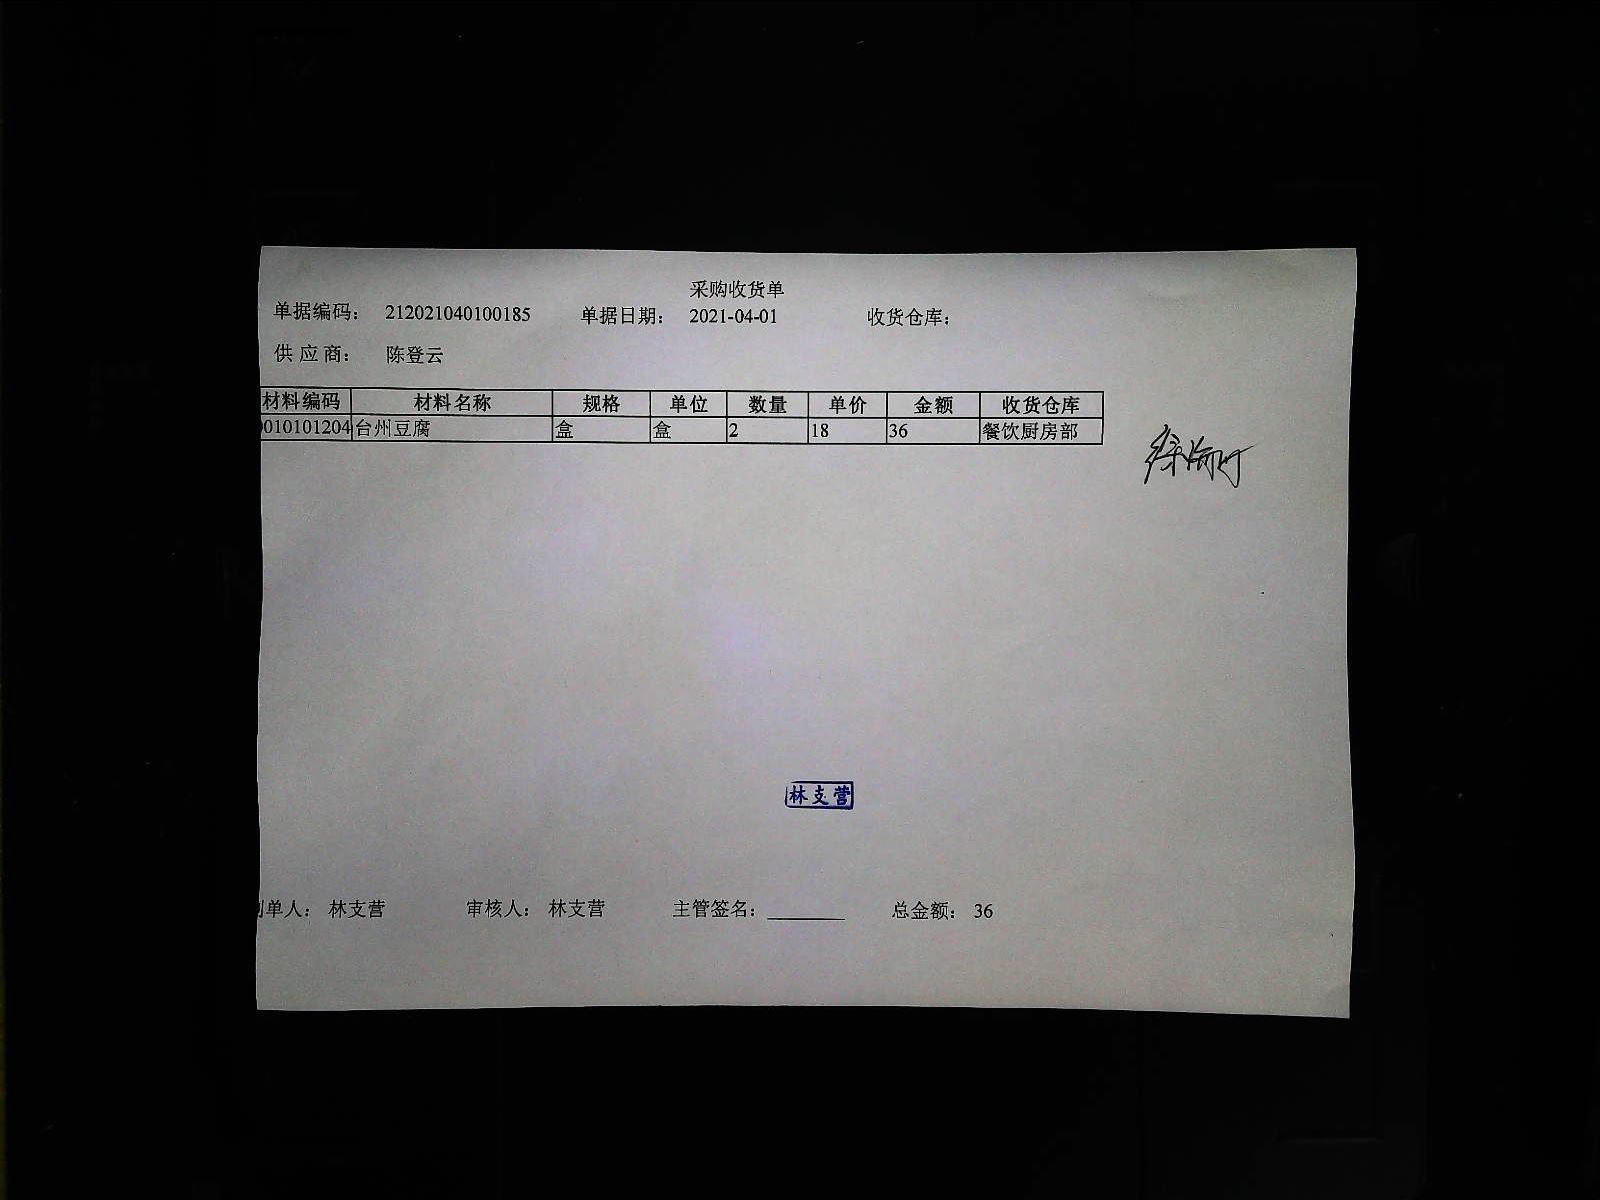 采购收货单
单据编码： 212021040100185 单据日期： 2021-04-01 收货仓库：
供应商： 陈登云
材料编码 材料名称 规格 单位 数量 单价 金额 收货仓库
010101204 台州豆腐 盒 盒 2 18 36 餐饮厨房部
林支营
制单人： 林支营 审核人： 林支营 主管签名： 总金额： 36